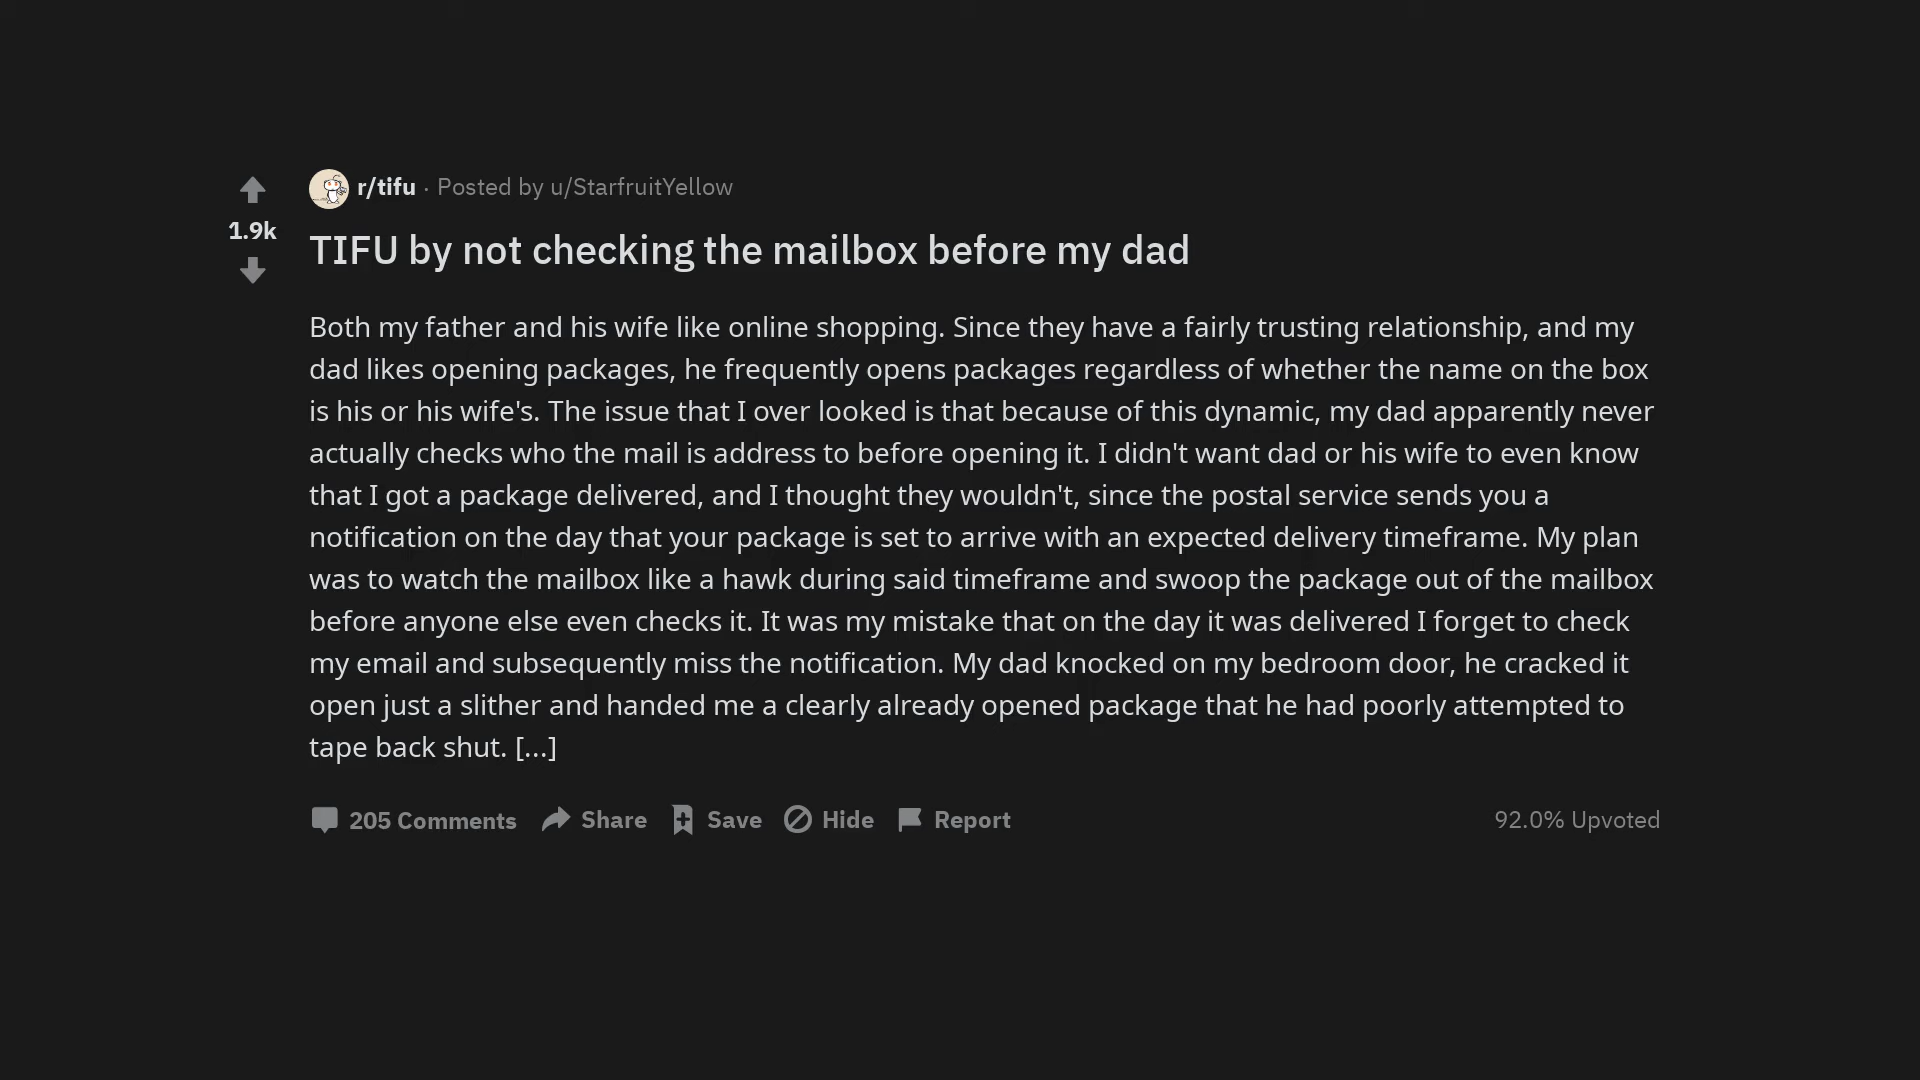 r/tifu · Posted by u/StarfruitYellow
1.9k
TIFU by not checking the mailbox before my dad
Both my father and his wife like online shopping. Since they have a fairly trusting relationship, and my
dad likes opening packages, he frequently opens packages regardless of whether the name on the box
is his or his wife's. The issue that I over looked is that because of this dynamic, my dad apparently never
actually checks who the mail is address to before opening it. I didn't want dad or his wife to even know
that I got a package delivered, and I thought they wouldn't, since the postal service sends you a
notification on the day that your package is set to arrive with an expected delivery timeframe. My plan
was to watch the mailbox like a hawk during said timeframe and swoop the package out of the mailbox
before anyone else even checks it. It was my mistake that on the day it was delivered I forget to check
my email and subsequently miss the notification. My dad knocked on my bedroom door, he cracked it
open just a slither and handed me a clearly already opened package that he had poorly attempted to
tape back shut. [...]
205 Comments Share Save Hide Report 92.0% Upvoted